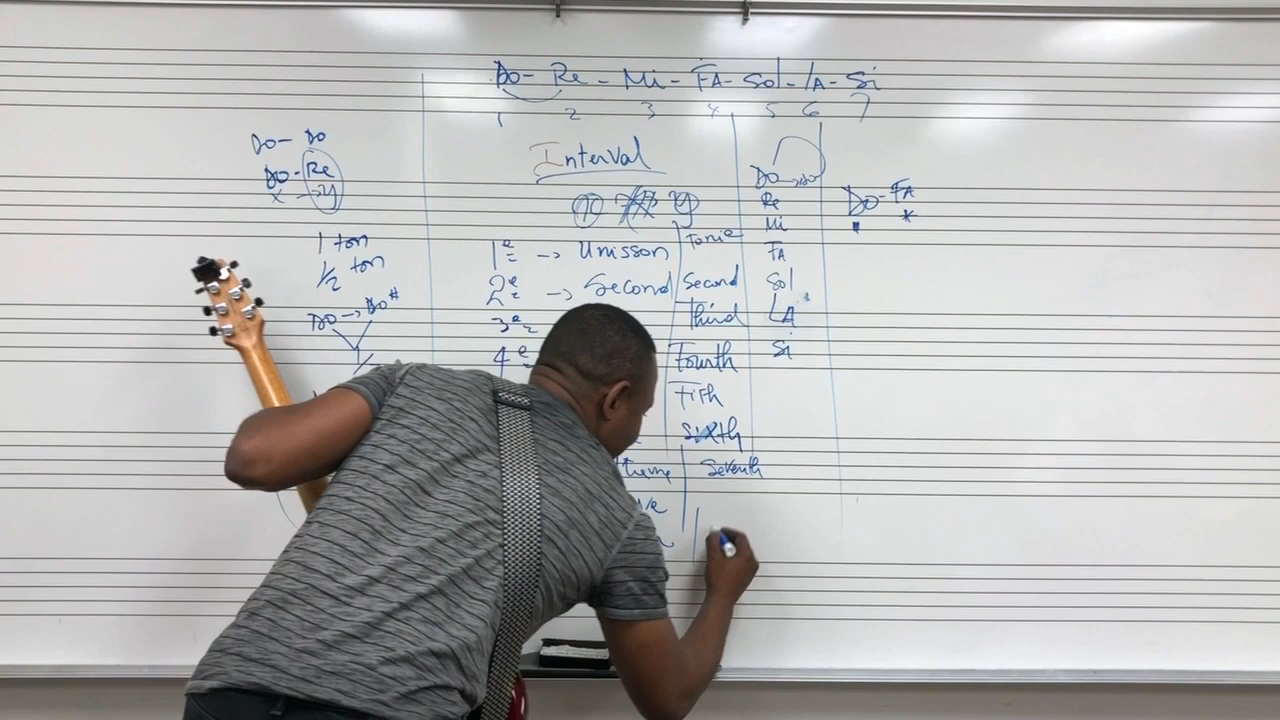 Do- Re - Mi - FA- Sol- LA- Si
1 2 3 4 5 6 7
Do- Do
Do- Re
x → y
1 ton
1/2 ton
Do → Do#
Interval
1e -> Unisson Tonic
2e -> Second Second
3e Third
4e Fourth
Fifth
Sixth
Seventh
Do → Do
Re
Mi
FA
Sol
LA
Si
Do- FA